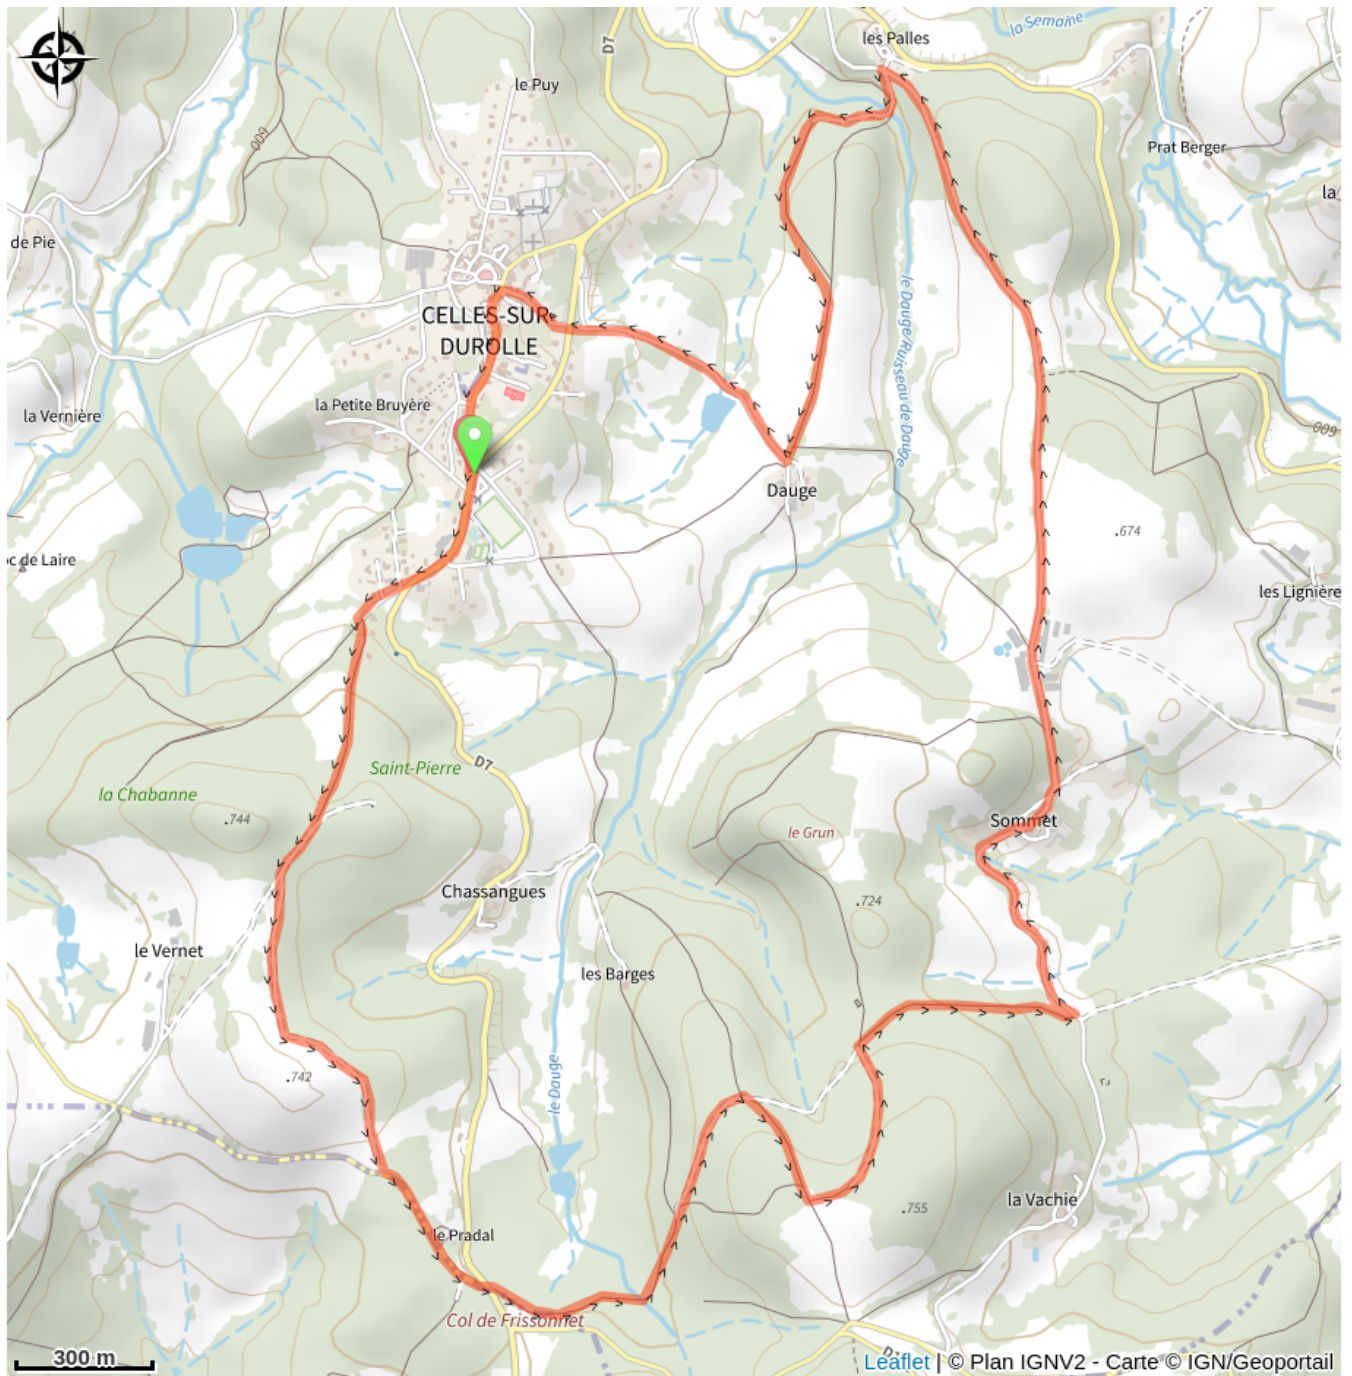 la Semaine
les Palles
D7
le Puy
600
Prat Berger
la
de Pie
le Dauge/Ruisseau de Dauge
CELLES-SUR-
DUROLLE
la Petite Bruyère
la Vernière
600
Dauge
.674
oc de Laire
les Lignière
Saint-Pierre
D7
la Chabanne
.744
Sommet
le Grun
Chassangues
.724
le Vernet
les Barges
le Dauge
.742
la Vachie
.755
le Pradal
Col de Frissonnet
300 m
Leaflet | © Plan IGNV2 - Carte © IGN/Geoportail